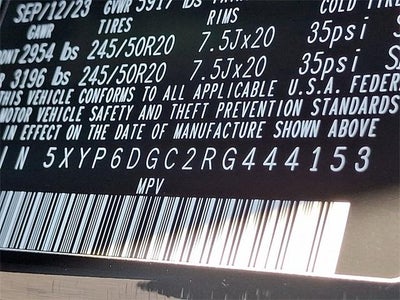 SEP/12/23 GVWR 5917 lbs
GAWR TIRES RIMS COLD TIRE
FRONT 2954 lbs 245/50R20 7.5Jx20 35psi
R 3196 lbs 245/50R20 7.5Jx20 35psi
THIS VEHICLE CONFORMS TO ALL APPLICABLE U.S.A. FEDER
MOTOR VEHICLE SAFETY AND THEFT PREVENTION STANDARDS
IN EFFECT ON THE DATE OF MANUFACTURE SHOWN ABOVE
IN 5XYP6DGC2RG444153
MPV